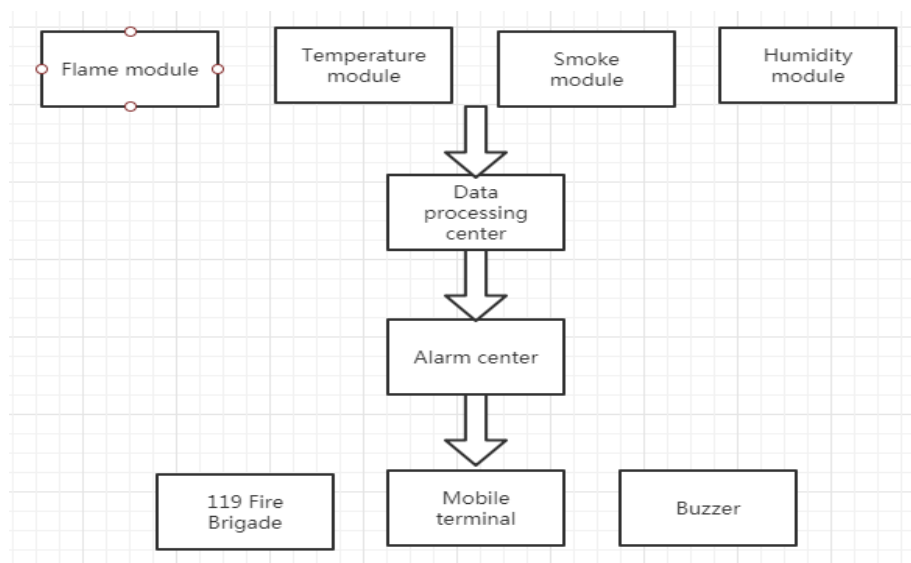 Flame module
Temperature
module
Smoke
module
Humidity
module
Data
processing
center
Alarm center
119 Fire
Brigade
Mobile
terminal
Buzzer